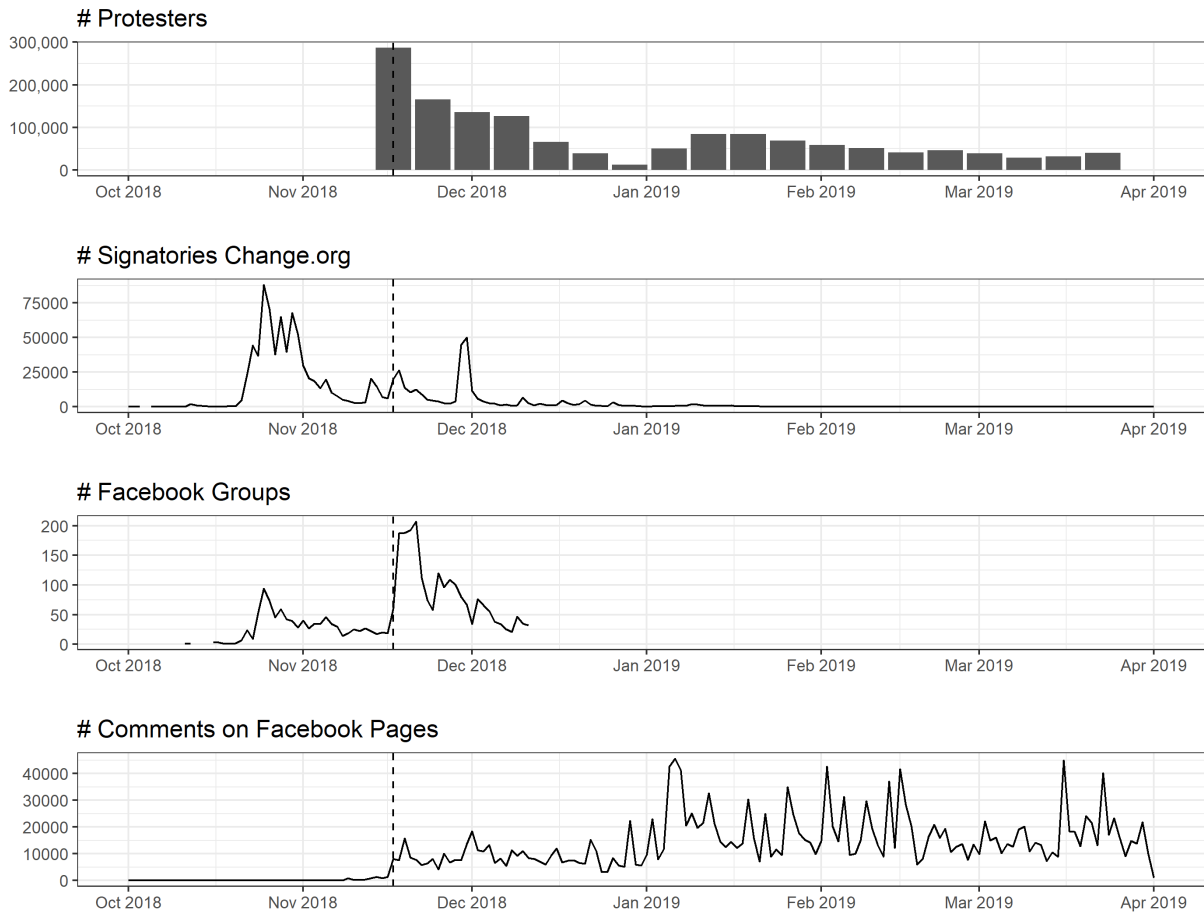 # Protesters
300,000
200,000
100,000
0
Oct 2018 Nov 2018 Dec 2018 Jan 2019 Feb 2019 Mar 2019 Apr 2019
# Signatories Change.org
75000
50000
25000
0
Oct 2018 Nov 2018 Dec 2018 Jan 2019 Feb 2019 Mar 2019 Apr 2019
# Facebook Groups
200
150
100
50
0
Oct 2018 Nov 2018 Dec 2018 Jan 2019 Feb 2019 Mar 2019 Apr 2019
# Comments on Facebook Pages
40000
30000
20000
10000
0
Oct 2018 Nov 2018 Dec 2018 Jan 2019 Feb 2019 Mar 2019 Apr 2019